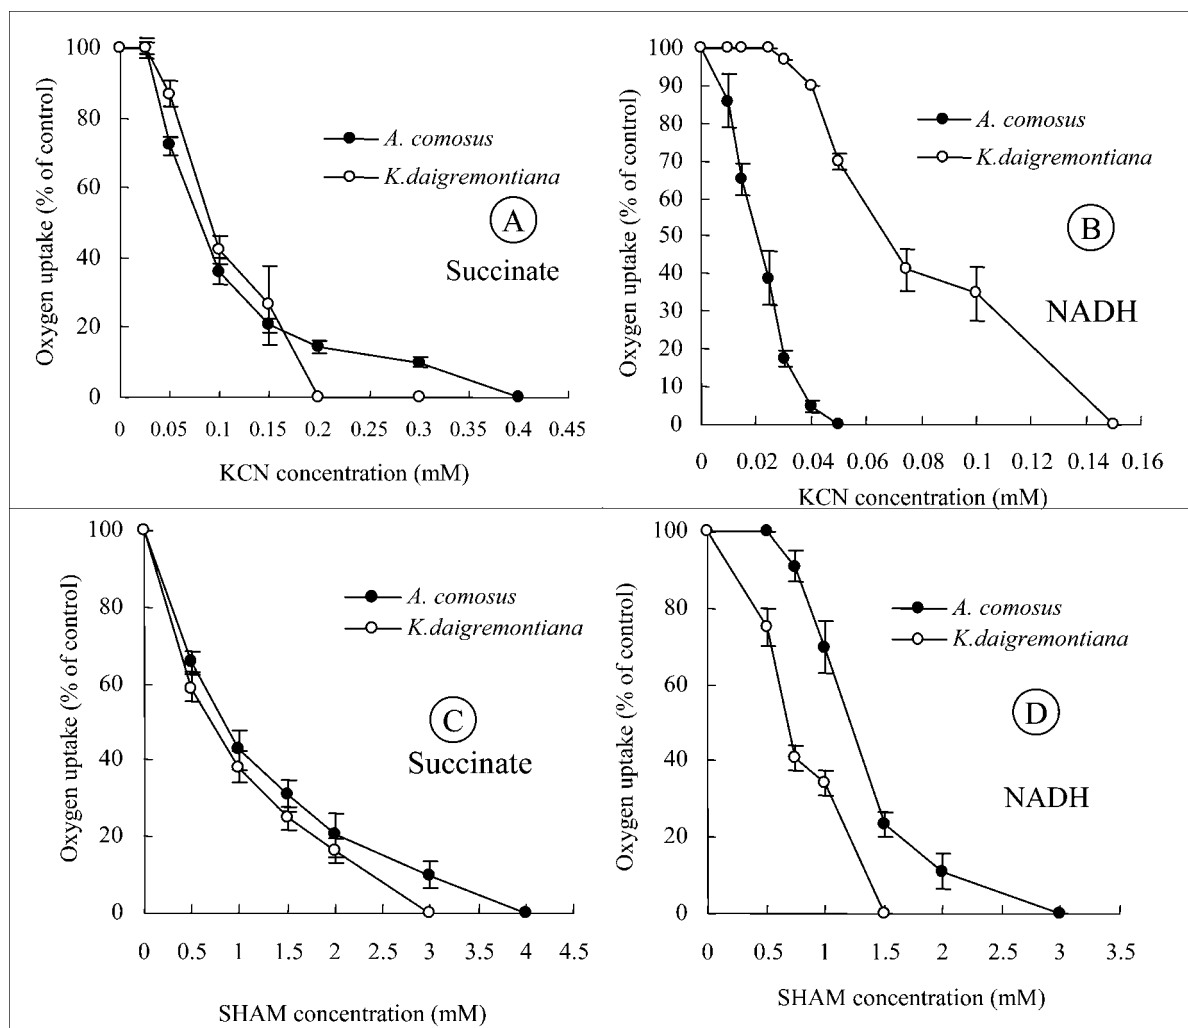 Oxygen uptake (% of control)
100
80
60
40
20
0
0 0.05 0.1 0.15 0.2 0.25 0.3 0.35 0.4 0.45
KCN concentration (mM)
A. comosus
K.daigremontiana
A
Succinate
Oxygen uptake (% of control)
100
90
80
70
60
50
40
30
20
10
0
0 0.02 0.04 0.06 0.08 0.1 0.12 0.14 0.16
KCN concentration (mM)
A. comosus
K.daigremontiana
B
NADH
Oxygen uptake (% of control)
100
80
60
40
20
0
0 0.5 1 1.5 2 2.5 3 3.5 4 4.5
SHAM concentration (mM)
A. comosus
K.daigremontiana
C
Succinate
Oxygen uptake (% of control)
100
80
60
40
20
0
0 0.5 1 1.5 2 2.5 3 3.5
SHAM concentration (mM)
A. comosus
K.daigremontiana
D
NADH